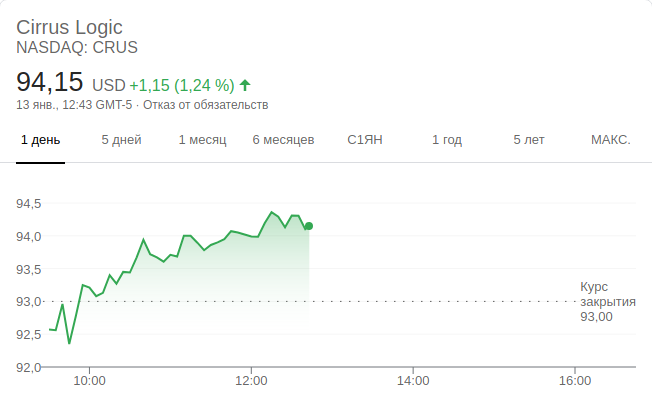 Cirrus Logic
NASDAQ: CRUS
94,15 USD +1,15 (1,24 %)
13 янв., 12:43 GMT-5 · Отказ от обязательств
1 день 5 дней 1 месяц 6 месяцев С1ЯН 1 год 5 лет МАКС.
94,5
94,0
93,5
93,0
92,5
92,0
Курс
закрытия
93,00
10:00 12:00 14:00 16:00